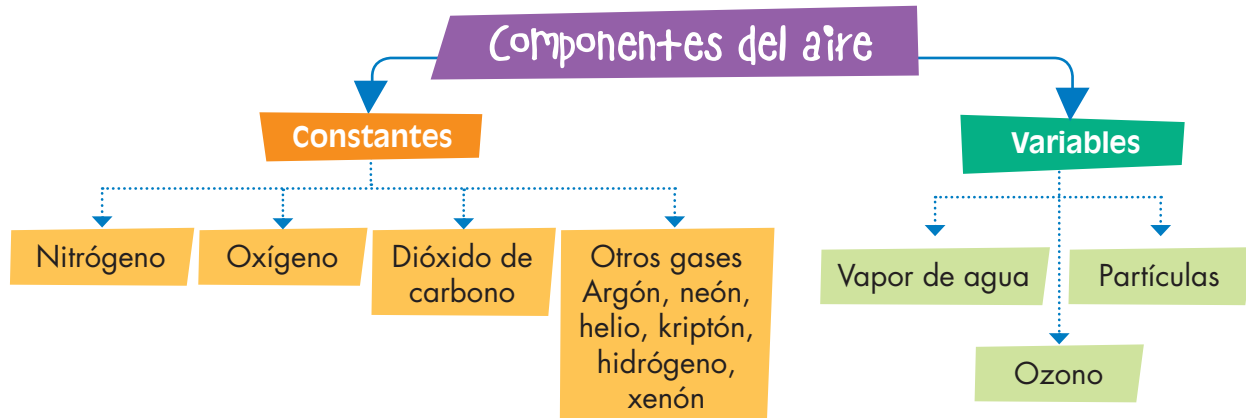 Componentes del aire
Constantes
Variables
Nitrógeno
Oxígeno
Dióxido de
carbono
Otros gases
Argón, neón,
helio, kriptón,
hidrógeno,
xenón
Vapor de agua
Partículas
Ozono